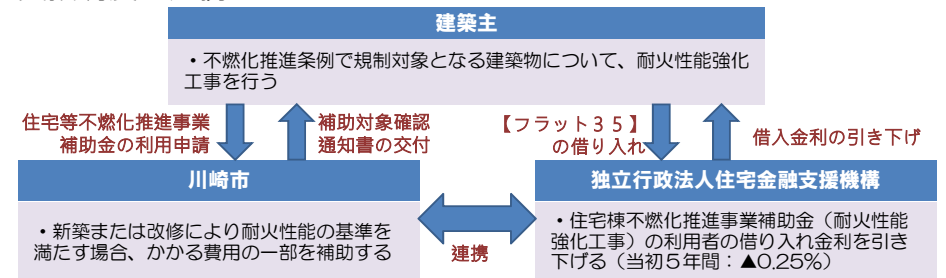 建築主
・不燃化推進条例で規制対象となる建築物について、耐火性能強化
工事を行う
住宅等不燃化推進事業
補助金の利用申請
補助対象確認
通知書の交付
【フラット３５】
の借り入れ
借入金利の引き下げ
川崎市
・新築または改修により耐火性能の基準を
満たす場合、かかる費用の一部を補助する
連携
独立行政法人住宅金融支援機構
・住宅棟不燃化推進事業補助金（耐火性能
強化工事）の利用者の借り入れ金利を引き
下げる（当初５年間：▲0.25％）